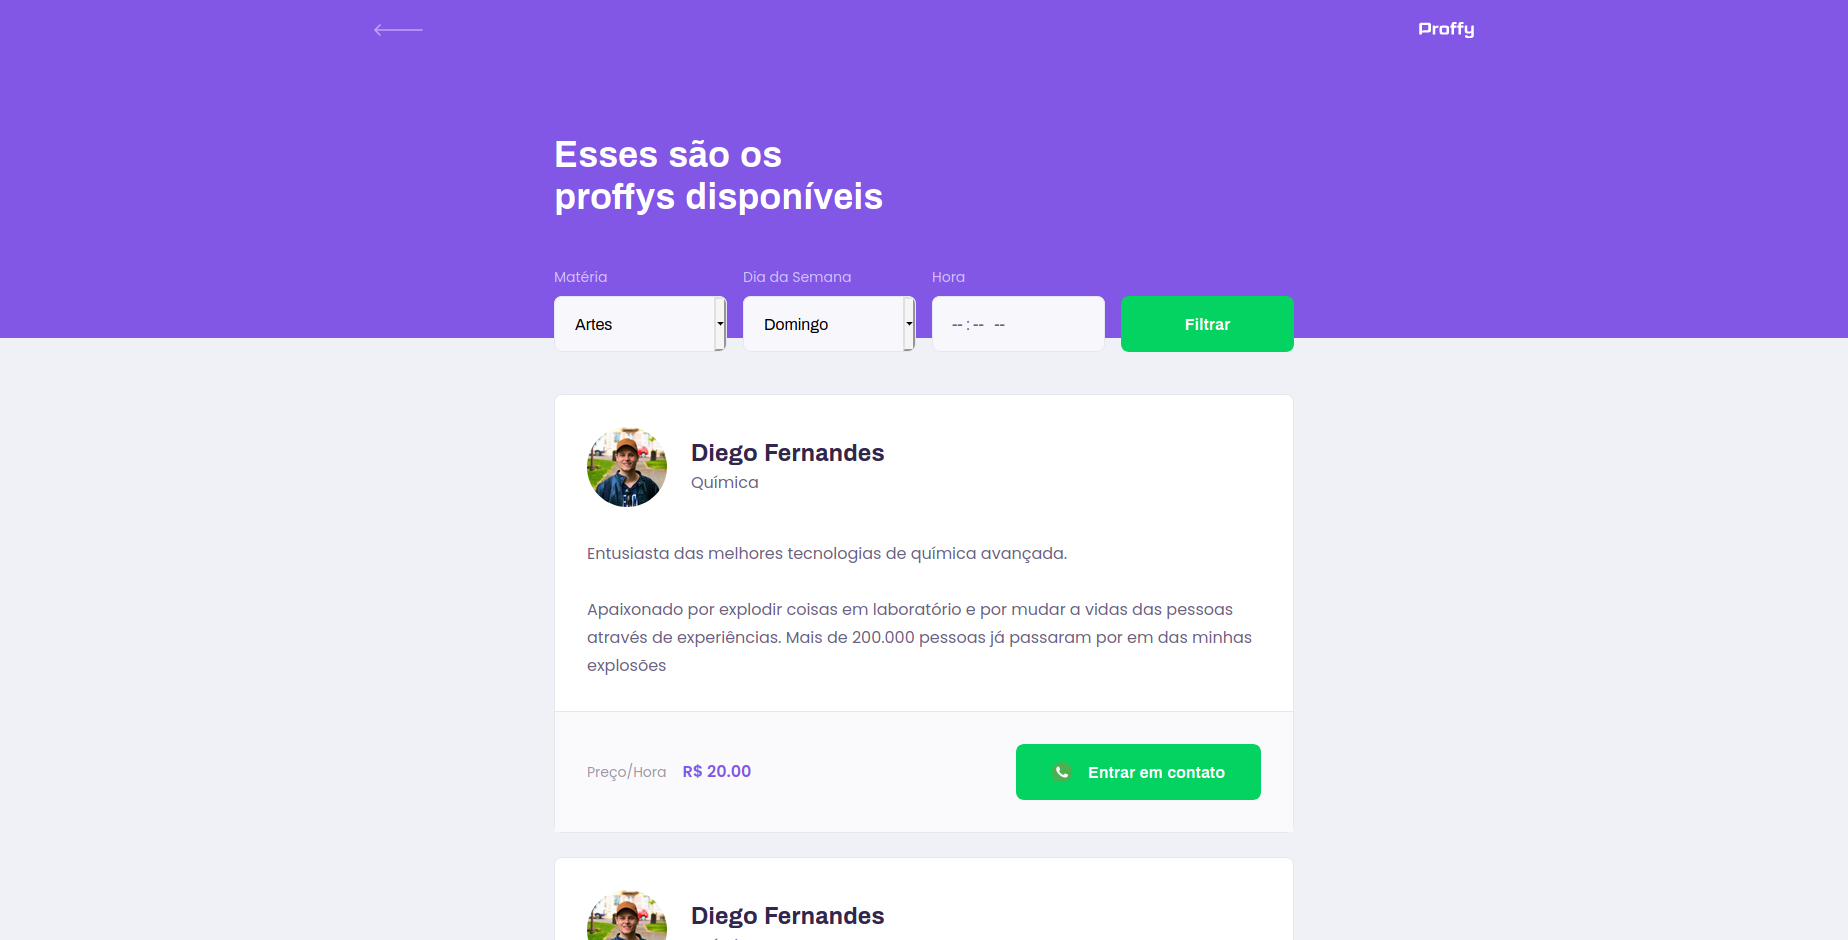 Proffy
Esses são os
proffys disponíveis
Matéria Dia da Semana Hora
Artes Domingo --:-- -- Filtrar
Diego Fernandes
Química
Entusiasta das melhores tecnologias de química avançada.
Apaixonado por explodir coisas em laboratório e por mudar a vidas das pessoas
através de experiências. Mais de 200.000 pessoas já passaram por em das minhas
explosões
Preço/Hora R$ 20.00 Entrar em contato
Diego Fernandes